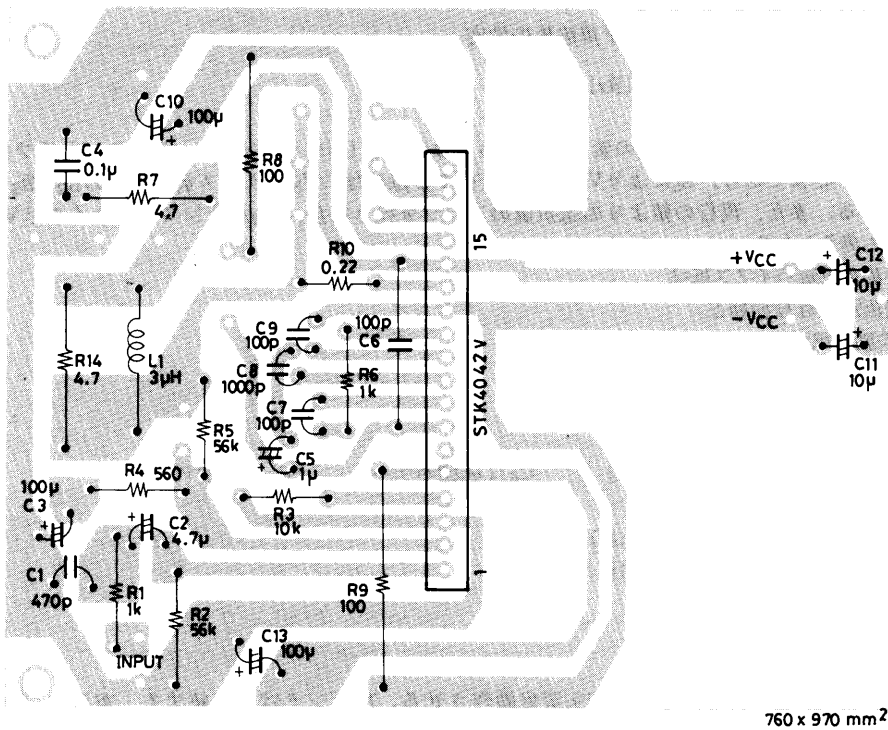 C10
100μ
C4
0.1μ
R7
4.7
R8
100
R10
0.22
15
+VCC
C12
10μ
-VCC
C11
10μ
R14
4.7
L1
3μH
C9
100p
100p
C6
C8
1000p
R6
1k
STK4042V
C7
100p
R5
56k
C5
1μ
R4 560
100μ
C3
R3
10k
C2
4.7μ
C1
470p
R1
1k
R2
56k
R9
100
1
INPUT
C13
100μ
760 x 970 mm2